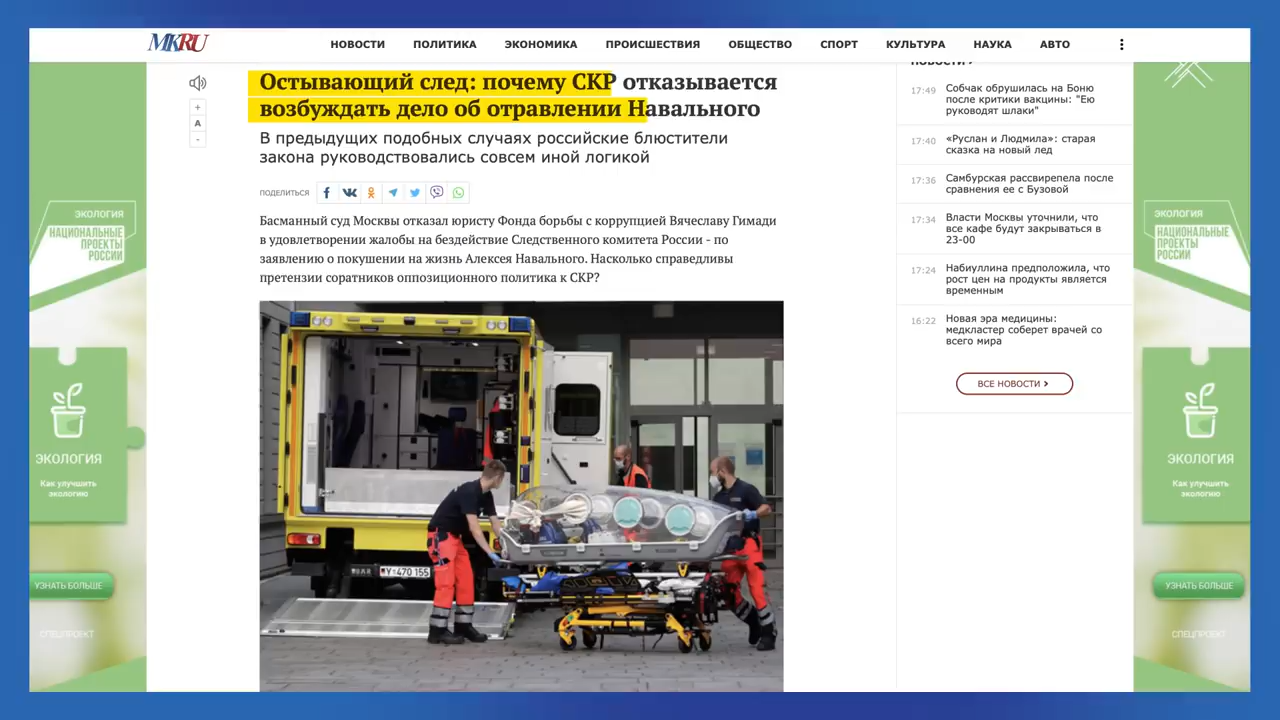 MKRU
НОВОСТИ ПОЛИТИКА ЭКОНОМИКА ПРОИСШЕСТВИЯ ОБЩЕСТВО СПОРТ КУЛЬТУРА НАУКА АВТО
Остывающий след: почему СКР отказывается
возбуждать дело об отравлении Навального
В предыдущих подобных случаях российские блюстители
закона руководствовались совсем иной логикой
+
А
-
ПОДЕЛИТЬСЯ
Басманный суд Москвы отказал юристу Фонда борьбы с коррупцией Вячеславу Гимади
в удовлетворении жалобы на бездействие Следственного комитета России - по
заявлению о покушении на жизнь Алексея Навального. Насколько справедливы
претензии соратников оппозиционного политика к СКР?
Y-470 155
НОВОСТИ
17:49 Собчак обрушилась на Боню
после критики вакцины: "Ею
руководят шлаки"
17:40 «Руслан и Людмила»: старая
сказка на новый лед
17:36 Самбурская рассвирепела после
сравнения ее с Бузовой
17:34 Власти Москвы уточнили, что
все кафе будут закрываться в
23-00
17:24 Набиуллина предположила, что
рост цен на продукты является
временным
16:22 Новая эра медицины:
медкластер соберет врачей со
всего мира
ВСЕ НОВОСТИ
ЭКОЛОГИЯ
НАЦИОНАЛЬНЫЕ
ПРОЕКТЫ
РОССИИ
ЭКОЛОГИЯ
Как улучшить
экологию
УЗНАТЬ БОЛЬШЕ
СПЕЦПРОЕКТ
ЭКОЛОГИЯ
НАЦИОНАЛЬНЫЕ
ПРОЕКТЫ
РОССИИ
ЭКОЛОГИЯ
Как улучшить
экологию
УЗНАТЬ БОЛЬШЕ
СПЕЦПРОЕКТ